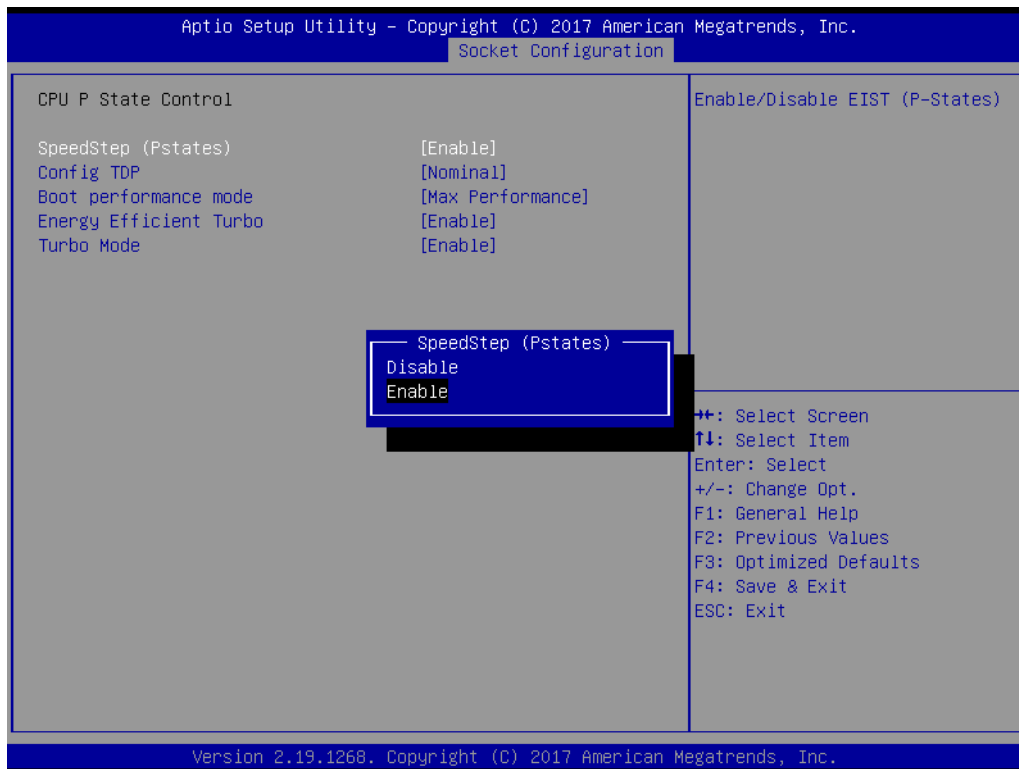 Aptio Setup Utility – Copyright (C) 2017 American Megatrends, Inc.
Socket Configuration
CPU P State Control
SpeedStep (Pstates) [Enable]
Config TDP [Nominal]
Boot performance mode [Max Performance]
Energy Efficient Turbo [Enable]
Turbo Mode [Enable]
SpeedStep (Pstates)
Disable
Enable
Enable/Disable EIST (P-States)
→←: Select Screen
↑↓: Select Item
Enter: Select
+/-: Change Opt.
F1: General Help
F2: Previous Values
F3: Optimized Defaults
F4: Save & Exit
ESC: Exit
Version 2.19.1268. Copyright (C) 2017 American Megatrends, Inc.